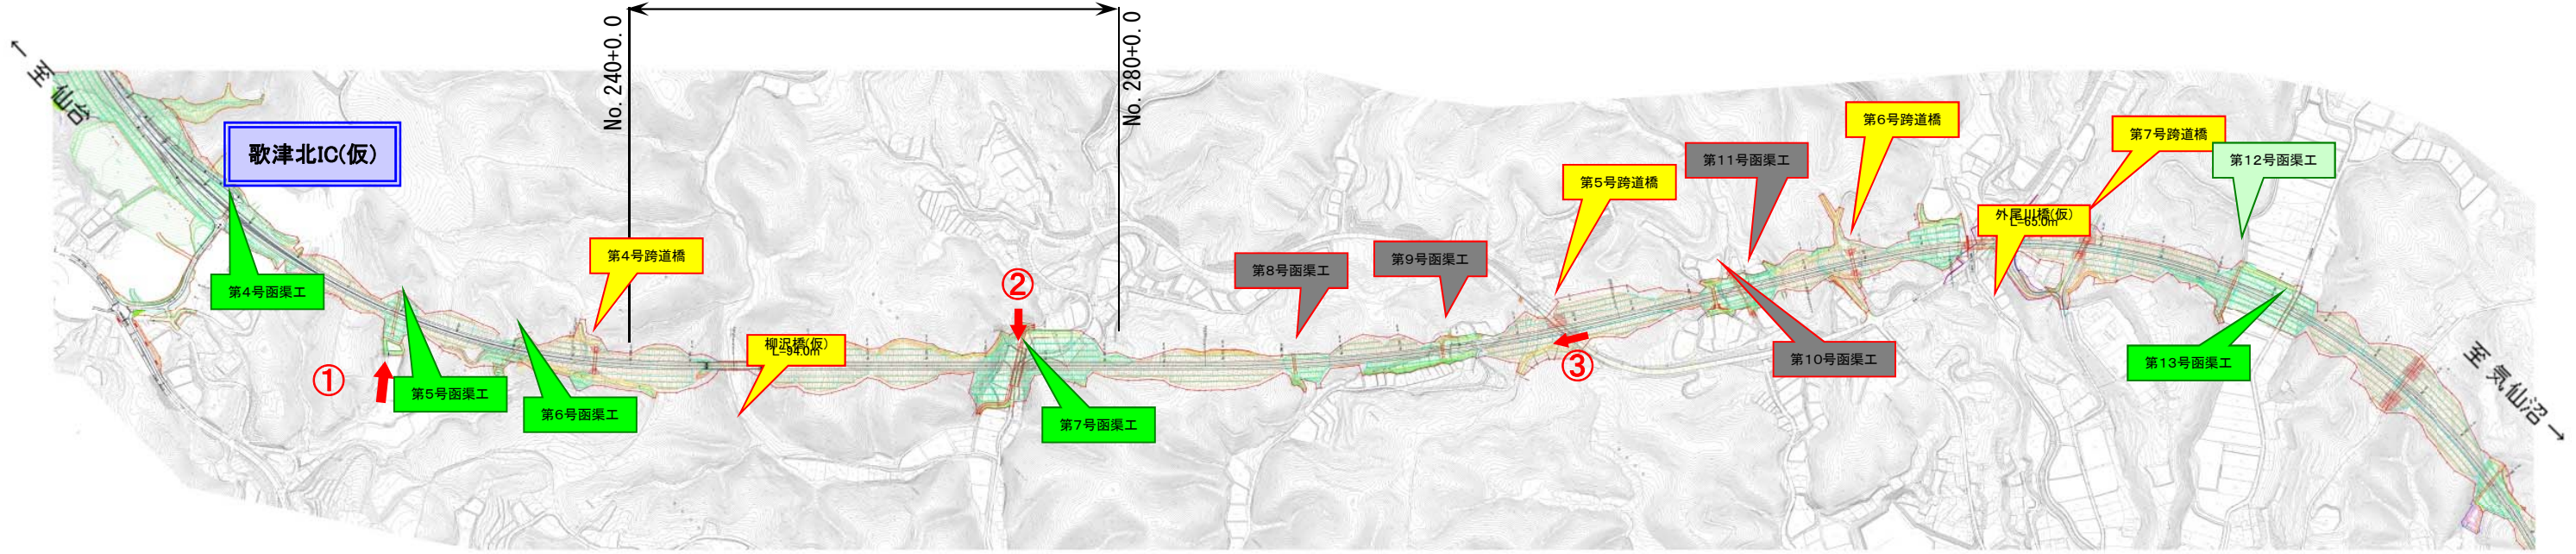 ← 至 仙台
歌津北IC(仮)
No.240+0.0
No.280+0.0
第4号函渠工
①
第5号函渠工
第6号函渠工
第4号跨道橋
柳沢橋(仮)
L=94.0m
②
第7号函渠工
第8号函渠工
第9号函渠工
第5号跨道橋
③
第11号函渠工
第10号函渠工
第6号跨道橋
外尾川橋(仮)
L=65.0m
第7号跨道橋
第12号函渠工
第13号函渠工
至 気仙沼 →